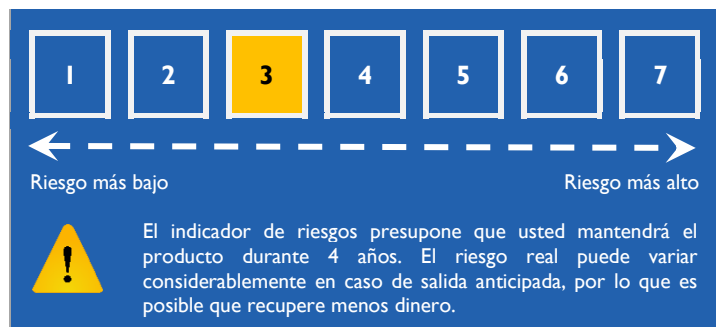 1 2 3 4 5 6 7
Riesgo más bajo Riesgo más alto
El indicador de riesgos presupone que usted mantendrá el
producto durante 4 años. El riesgo real puede variar
considerablemente en caso de salida anticipada, por lo que es
posible que recupere menos dinero.